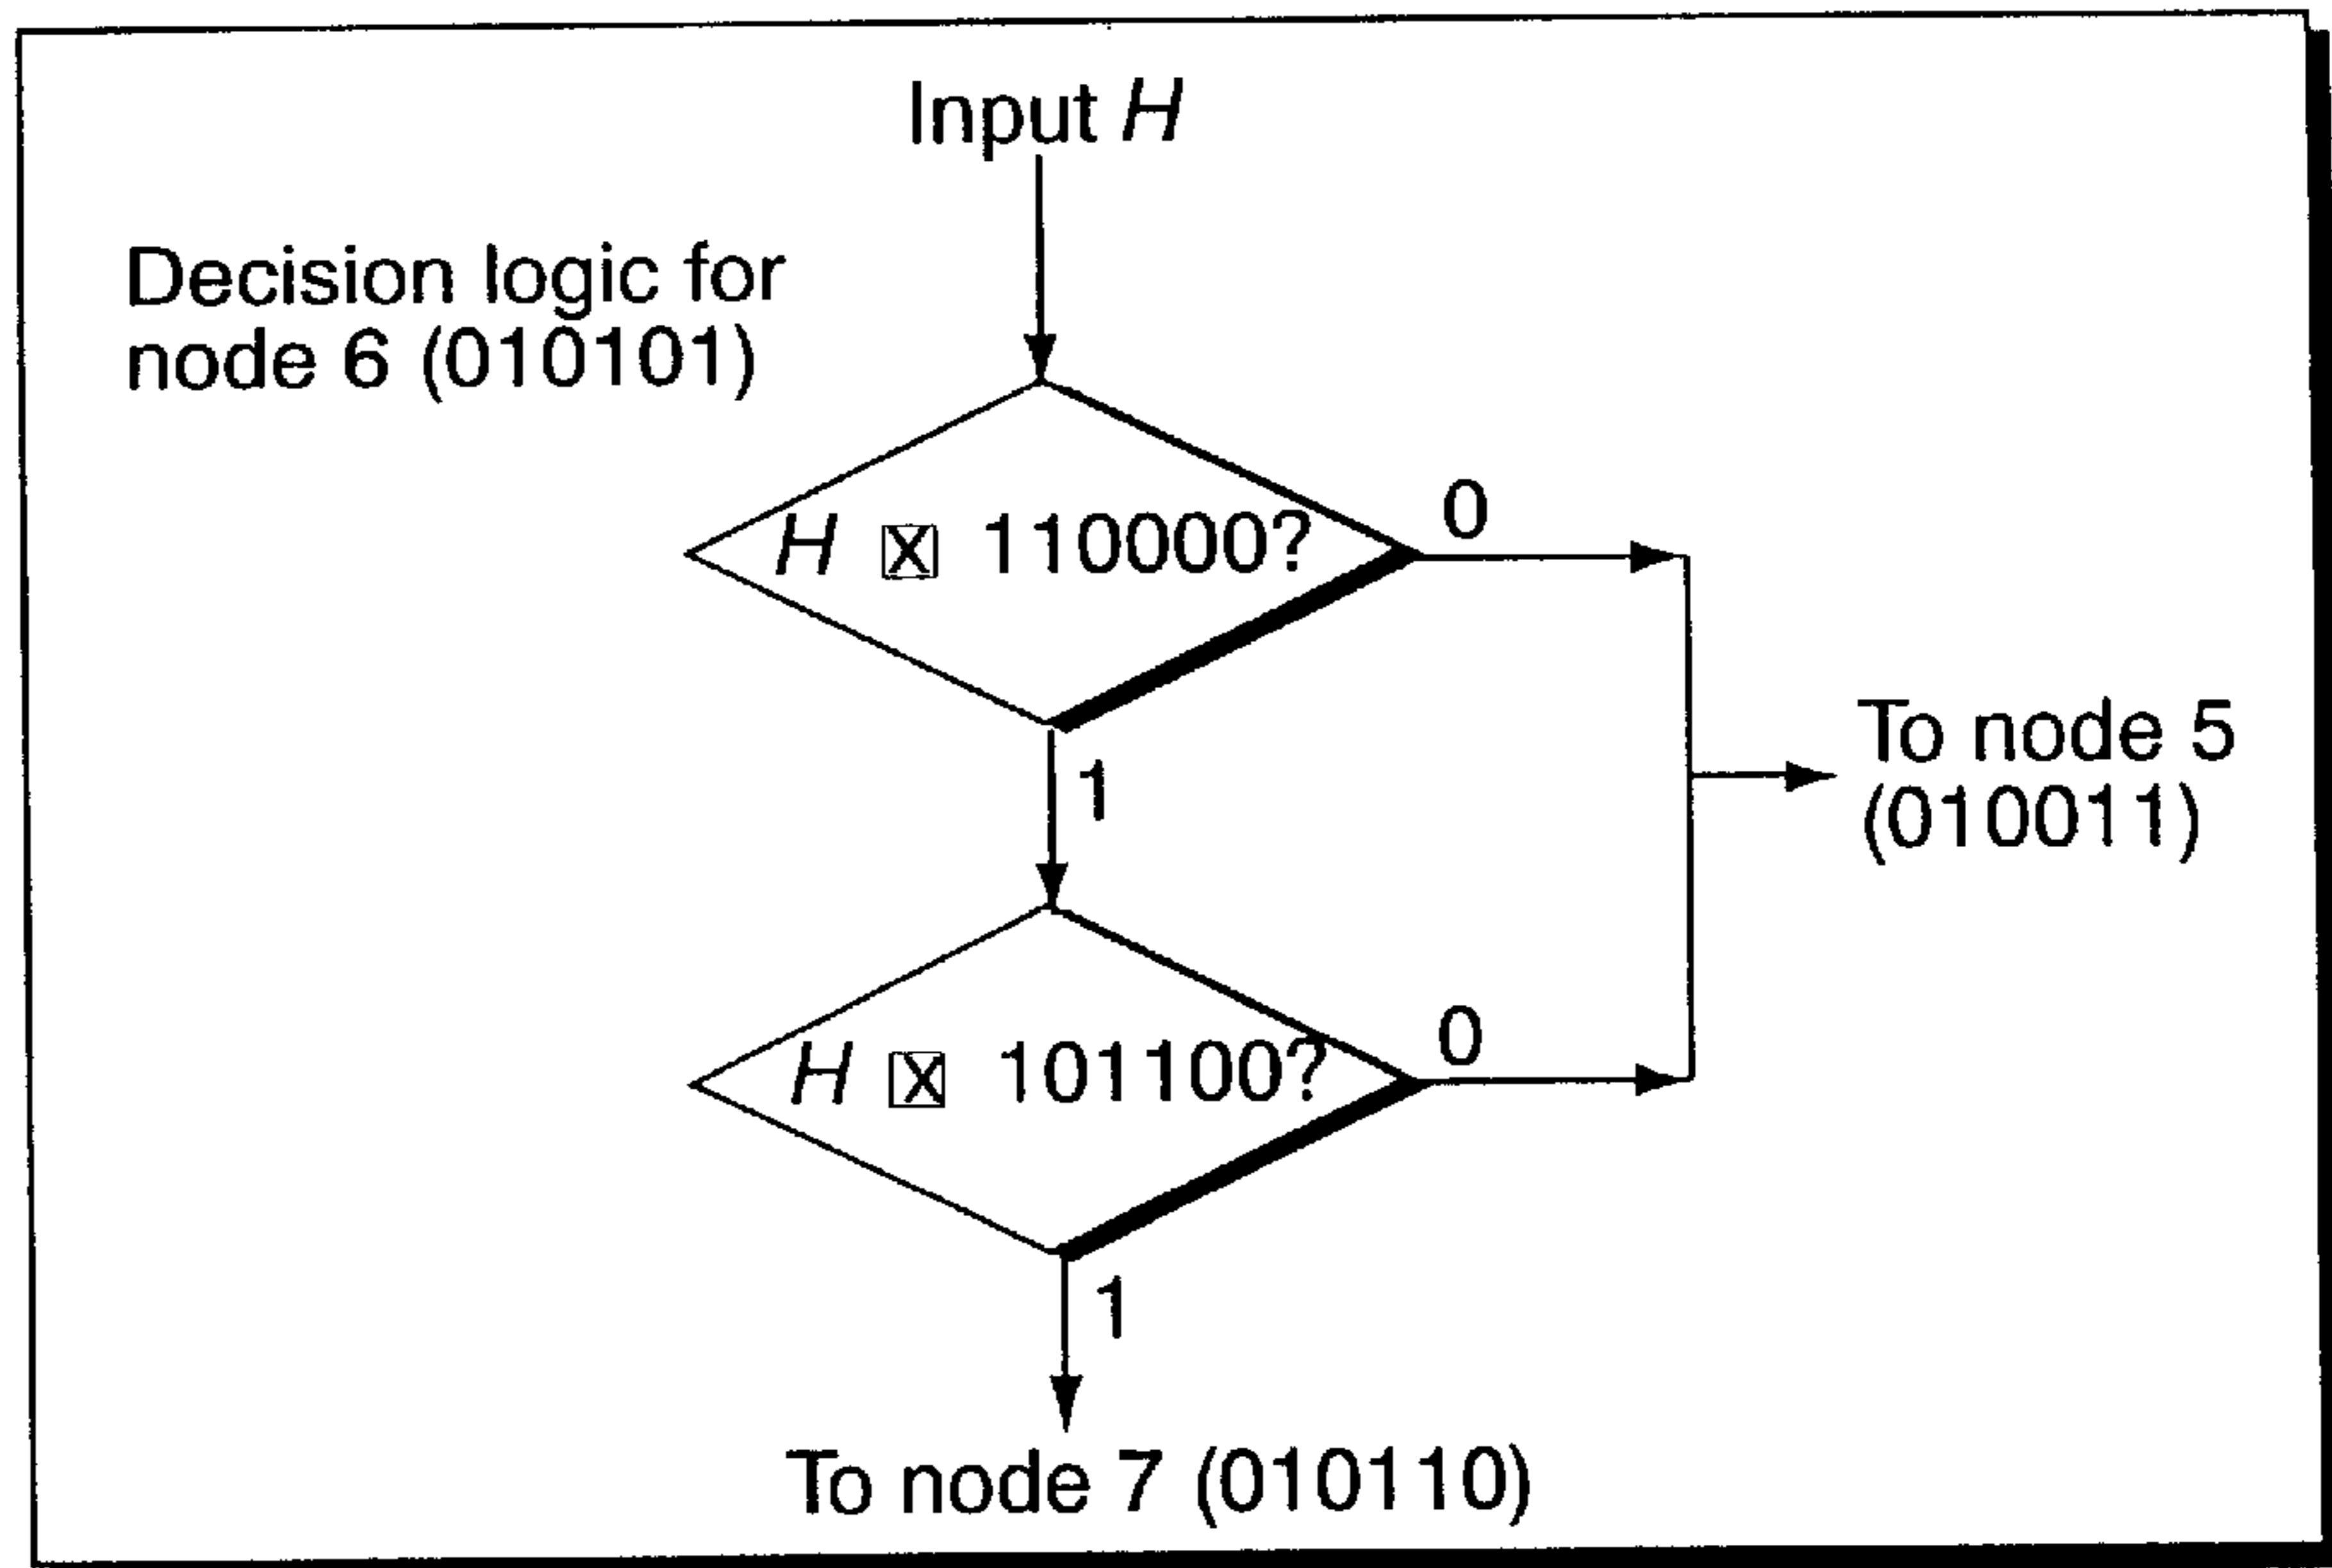 Input H
Decision logic for
node 6 (010101)
H ☒ 110000?
0
1
To node 5
(010011)
H ☒ 101100?
0
1
To node 7 (010110)